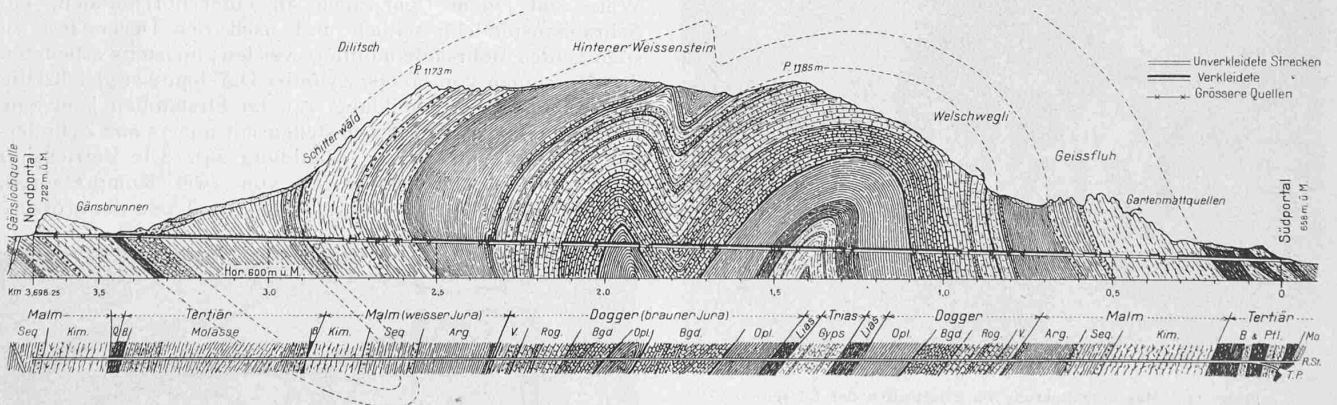 Dilitsch
Hinterer Weissenstein
P. 1173 m
P. 1185 m
Unverkleidete Strecken
Verkleidete "
Grössere Quellen
Schitterwald
Welschwegli
Geissfluh
Gänslochquelle
Nordportal
722 m. ü. M.
Gänsbrunnen
Gartenmattquellen
Südportal
658 m. ü. M.
Hor. 600 m ü. M.
Km 3,698.25 3,5 3,0 2,5 2,0 1,5 1,0 0,5 0
Malm Tertiär Malm (weisser Jura) Dogger (brauner Jura) Lias Trias Lias Dogger Malm Tertiär
Seq. Kim. Q B Molasse B Kim. Seq. Arg. V. Rog. Bgd. Opl. Bgd. Opl. Gyps Opl. Bgd. Rog. V. Arg. Seq. Kim. B & Ptl. Mo
R.St.
T.P.